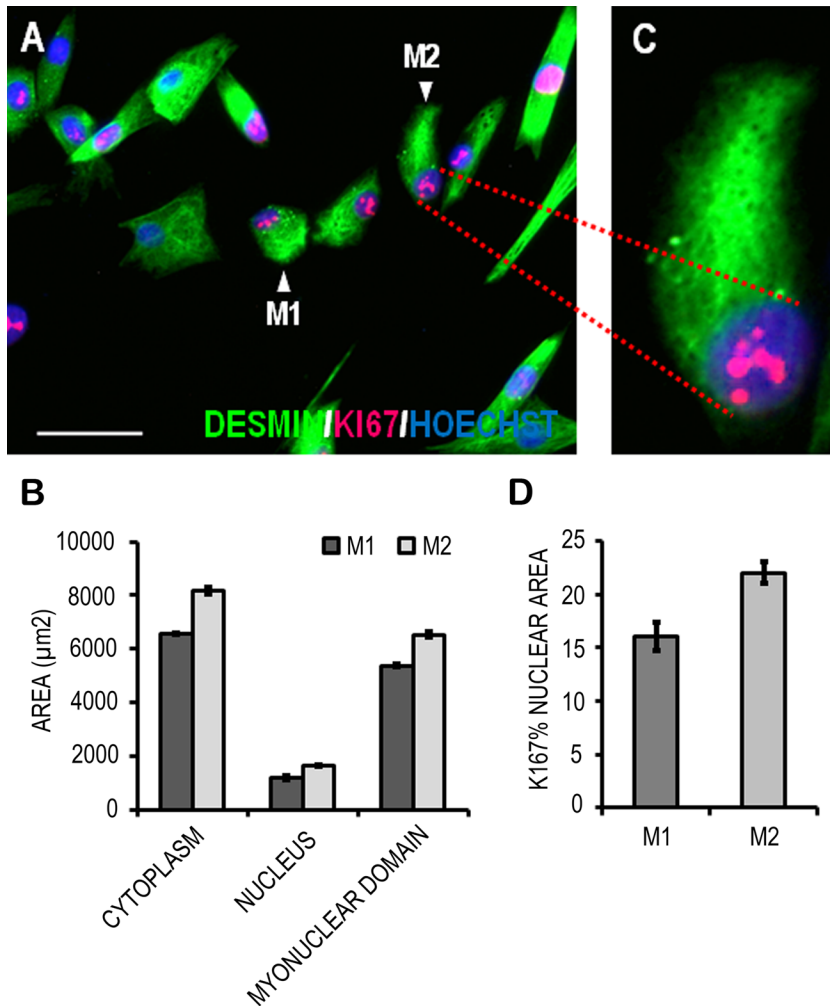 A
M2
M1
DESMIN/KI67/HOECHST
C
B
10000
8000
6000
4000
2000
0
AREA (µm2)
M1
M2
CYTOPLASM
NUCLEUS
MYONUCLEAR DOMAIN
D
25
22
15
10
5
0
K167% NUCLEAR AREA
M1
M2